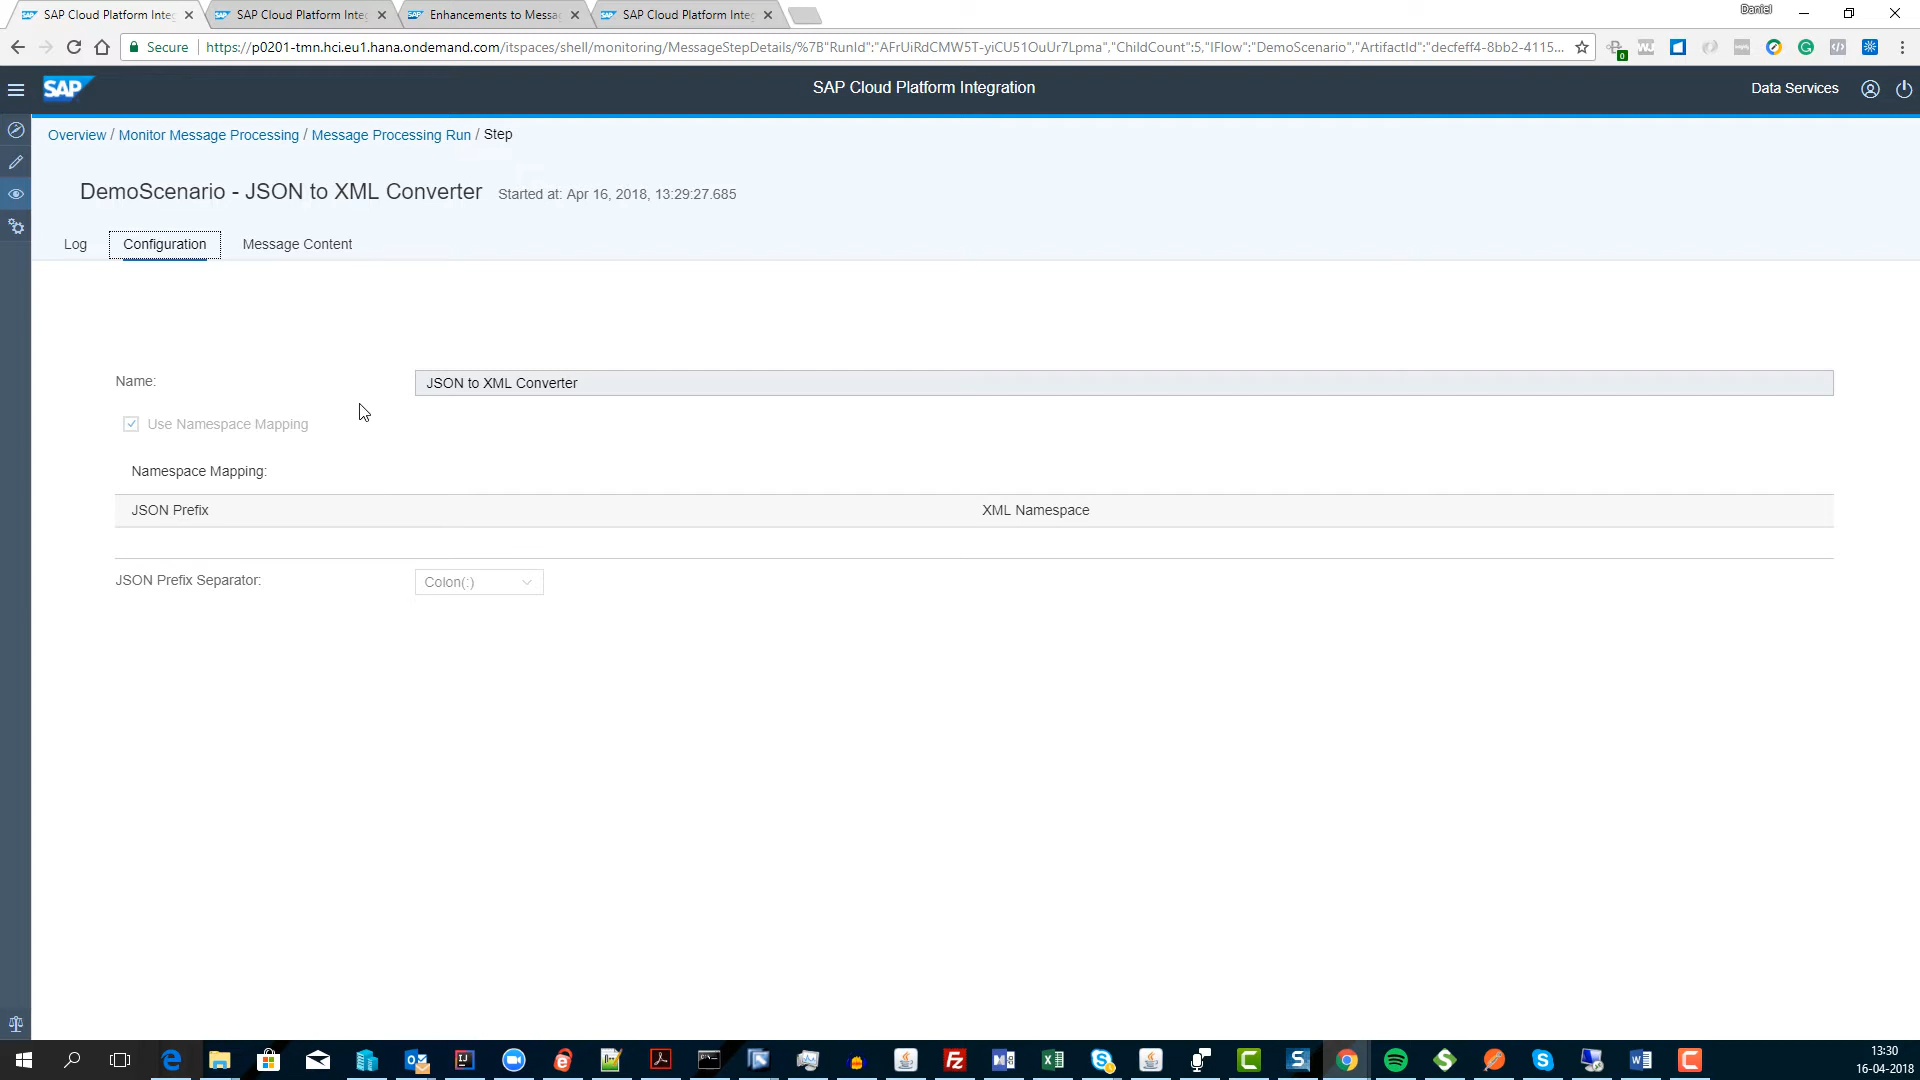 SAP Cloud Platform Inte
SAP Cloud Platform Inte
Enhancements to Messa
SAP Cloud Platform Inte
Daniel
Secure
https://p0201-tmn.hci.eu1.hana.ondemand.com/itspaces/shell/monitoring/MessageStepDetails/%7B"RunId":"AFrUiRdCMW5T-yiCU51OuUr7Lpma","ChildCount":5,"IFlow":"DemoScenario","ArtifactId":"decfeff4-8bb2-4115...
0
SAP
SAP Cloud Platform Integration
Data Services
Overview / Monitor Message Processing / Message Processing Run / Step
DemoScenario - JSON to XML Converter Started at: Apr 16, 2018, 13:29:27.685
Log
Configuration
Message Content
Name:
JSON to XML Converter
Use Namespace Mapping
Namespace Mapping:
JSON Prefix
XML Namespace
JSON Prefix Separator:
Colon(:)
13:30
16-04-2018